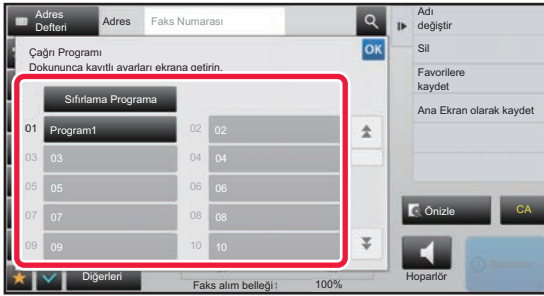 Adres
Defteri
Adres
Faks Numarası
Çağrı Programı
OK
Dokununca kayıtlı ayarları ekrana getirin.
Sıfırlama Programa
01 Program1
02 02
03 03
04 04
05 05
06 06
07 07
08 08
09 09
10 10
Diğerleri
Faks alım belleği: 100%
Adı
değiştir
Sil
Favorilere
kaydet
Ana Ekran olarak kaydet
Önizle
CA
Hoparlör